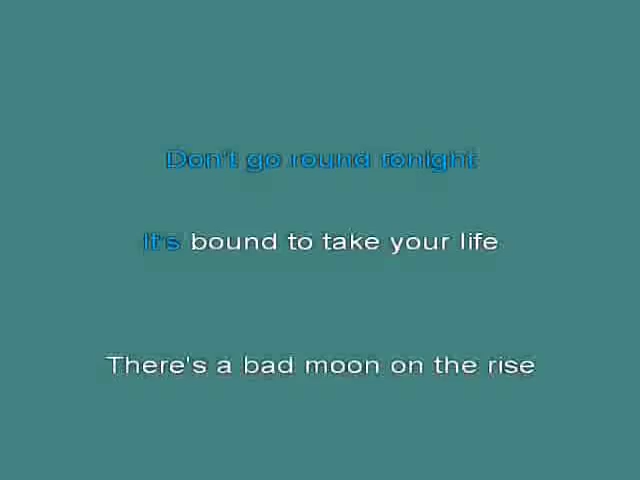 Don't go round tonight
It's bound to take your life
There's a bad moon on the rise